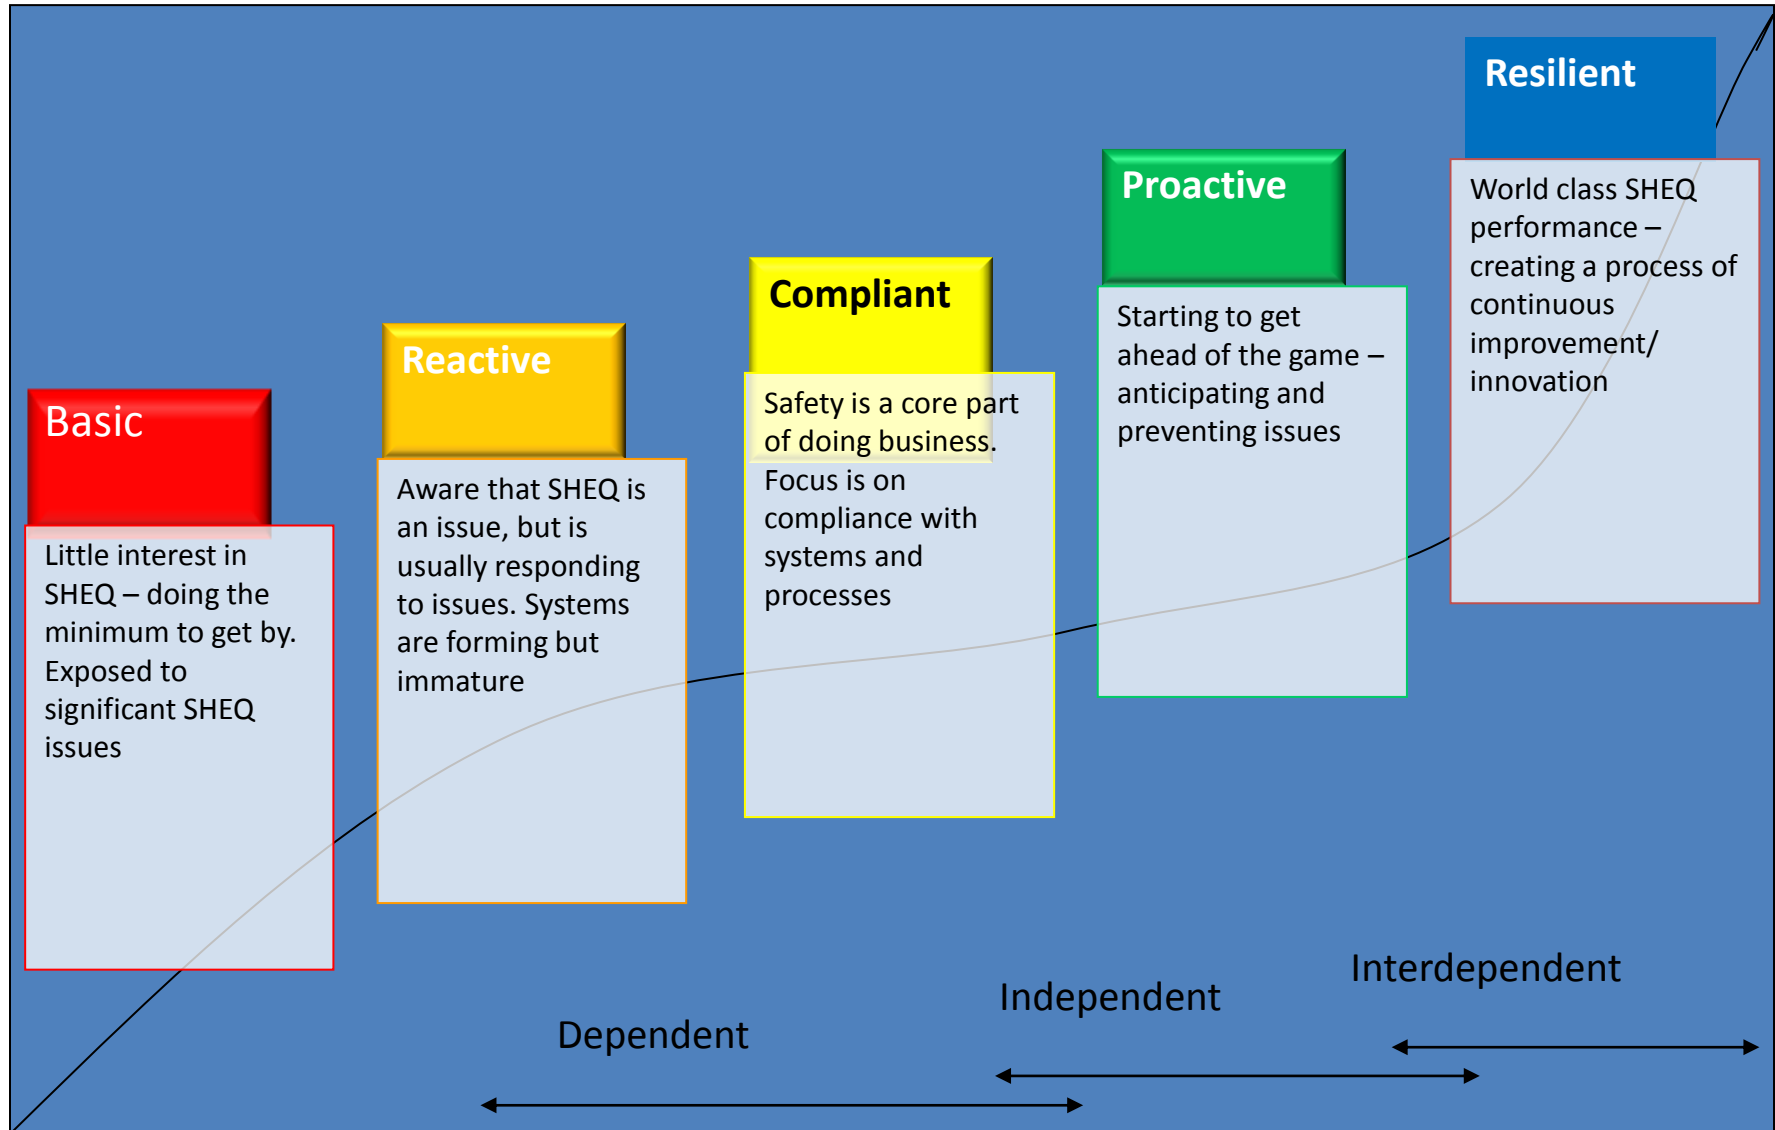 Basic
Little interest in
SHEQ – doing the
minimum to get by.
Exposed to
significant SHEQ
issues
Reactive
Aware that SHEQ is
an issue, but is
usually responding
to issues. Systems
are forming but
immature
Compliant
Safety is a core part
of doing business.
Focus is on
compliance with
systems and
processes
Proactive
Starting to get
ahead of the game –
anticipating and
preventing issues
Resilient
World class SHEQ
performance –
creating a process of
continuous
improvement/
innovation
Dependent
Independent
Interdependent